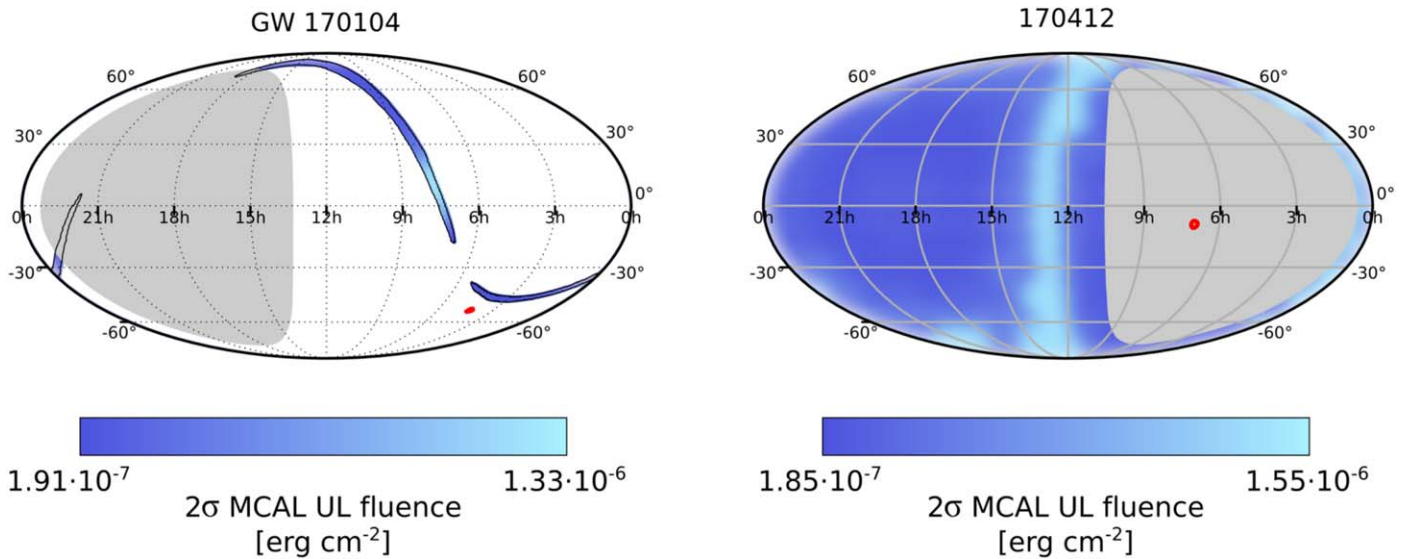 GW 170104
170412
60° 60° 60° 60°
30° 30° 30° 30°
0° 0°
0h 21h 18h 15h 12h 9h 6h 3h 0h 0h 21h 18h 15h 12h 9h 6h 3h 0h
-30° -30° -30° -30°
-60° -60° -60° -60°
1.91·10⁻⁷ 1.33·10⁻⁶ 1.85·10⁻⁷ 1.55·10⁻⁶
2σ MCAL UL fluence
[erg cm⁻²]
2σ MCAL UL fluence
[erg cm⁻²]